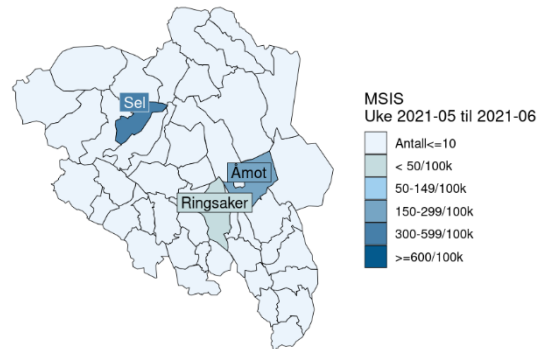 Sel
Åmot
Ringsaker
MSIS
Uke 2021-05 til 2021-06
Antall<=10
< 50/100k
50-149/100k
150-299/100k
300-599/100k
>=600/100k